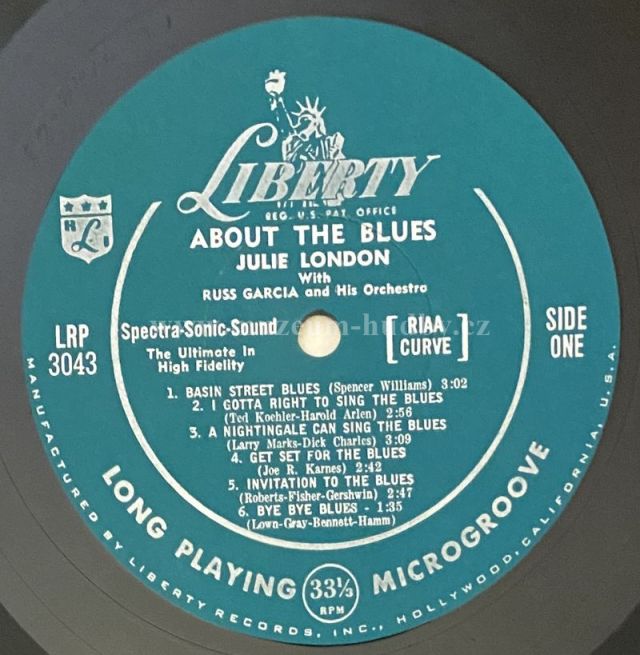 LIBERTY
REG. U.S. PAT. OFFICE
ABOUT THE BLUES
JULIE LONDON
With
RUSS GARCIA and His Orchestra
LRP
3043
Spectra-Sonic-Sound
The Ultimate In
High Fidelity
[RIAA
CURVE]
SIDE
ONE
1. BASIN STREET BLUES (Spencer Williams) 3:02
2. I GOTTA RIGHT TO SING THE BLUES
(Ted Koehler-Harold Arlen) 2:56
3. A NIGHTINGALE CAN SING THE BLUES
(Larry Marks-Dick Charles) 3:09
4. GET SET FOR THE BLUES
(Joe R. Karnes) 2:42
5. INVITATION TO THE BLUES
(Roberts-Fisher-Gershwin) 2:47
6. BYE BYE BLUES - 1:35
(Lown-Gray-Bennett-Hamm)
LONG PLAYING 33⅓ RPM MICROGROOVE
MANUFACTURED BY LIBERTY RECORDS, INC., HOLLYWOOD, CALIFORNIA, U.S.A.